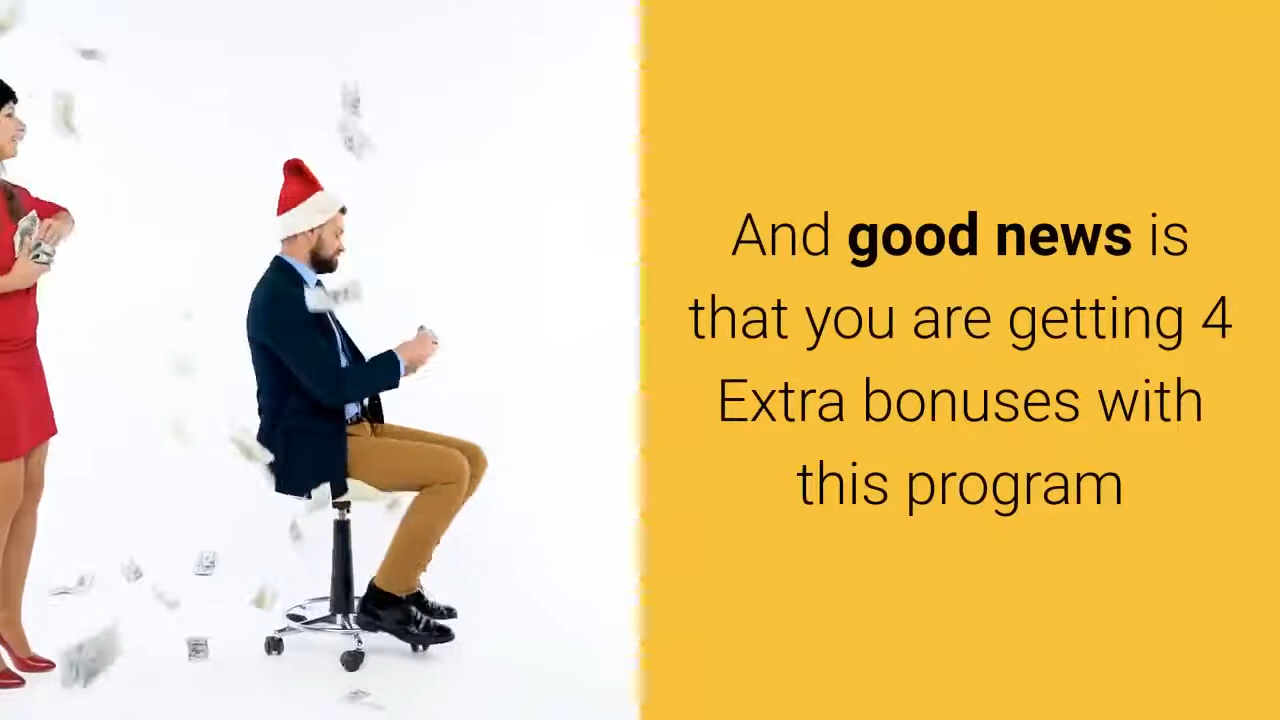 And good news is
that you are getting 4
Extra bonuses with
this program